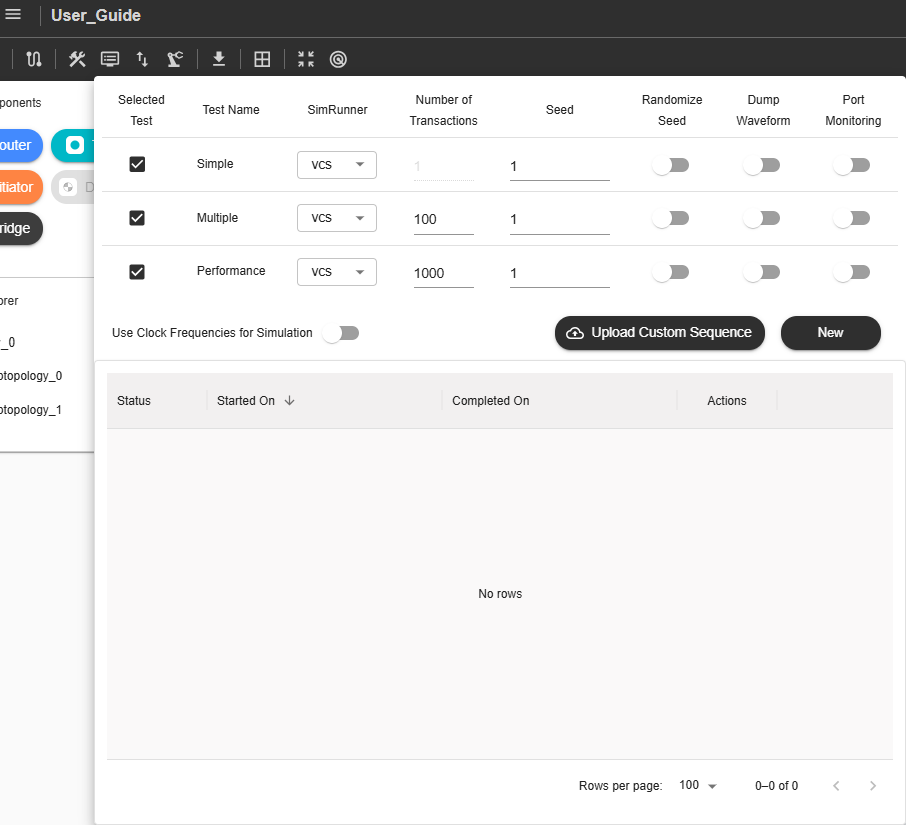 User_Guide
ponents
outer
itiator
D
ridge
orer
_0
otopology_0
otopology_1
Selected Test
Test Name
SimRunner
Number of Transactions
Seed
Randomize Seed
Dump Waveform
Port Monitoring
Simple
VCS
1
1
Multiple
VCS
100
1
Performance
VCS
1000
1
Use Clock Frequencies for Simulation
Upload Custom Sequence
New
Status
Started On
Completed On
Actions
No rows
Rows per page:
100
0–0 of 0